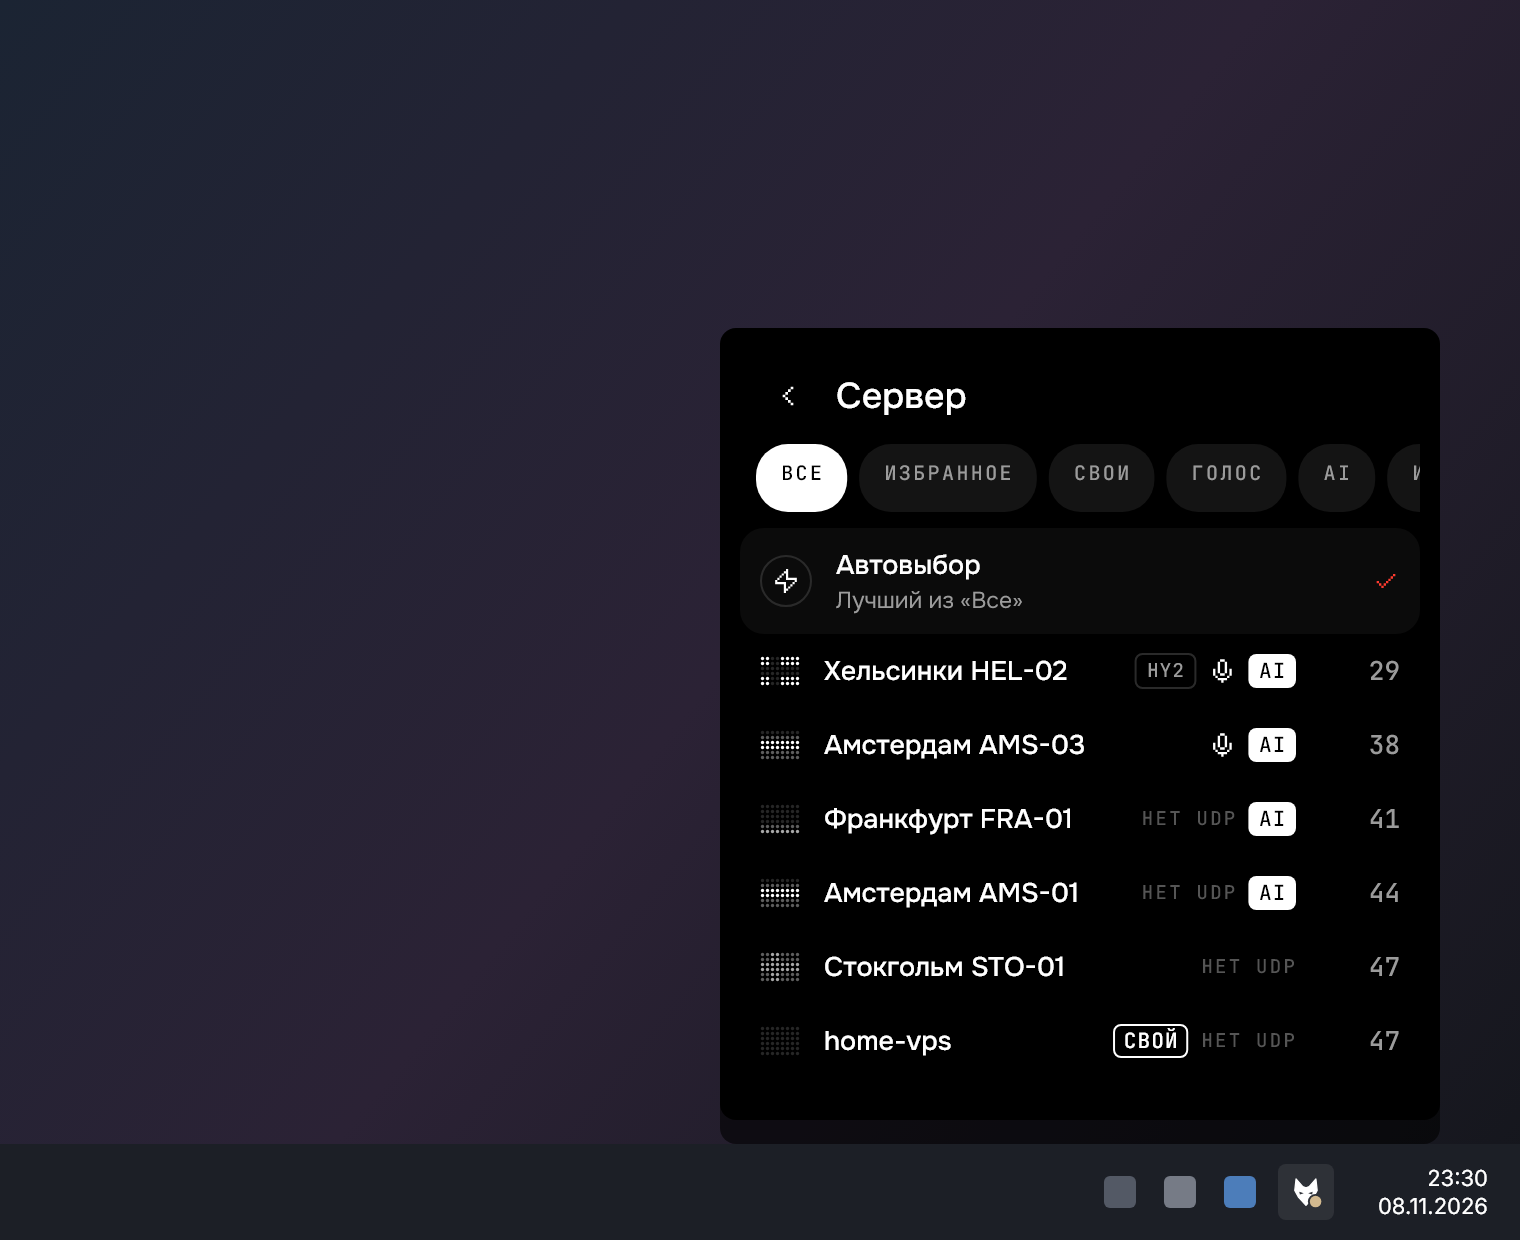 Сервер
ВСЕ ИЗБРАННОЕ СВОИ ГОЛОС AI
Автовыбор
Лучший из «Все»
Хельсинки HEL-02 HY2 AI 29
Амстердам AMS-03 AI 38
Франкфурт FRA-01 НЕТ UDP AI 41
Амстердам AMS-01 НЕТ UDP AI 44
Стокгольм STO-01 НЕТ UDP 47
home-vps СВОЙ НЕТ UDP 47
23:30
08.11.2026